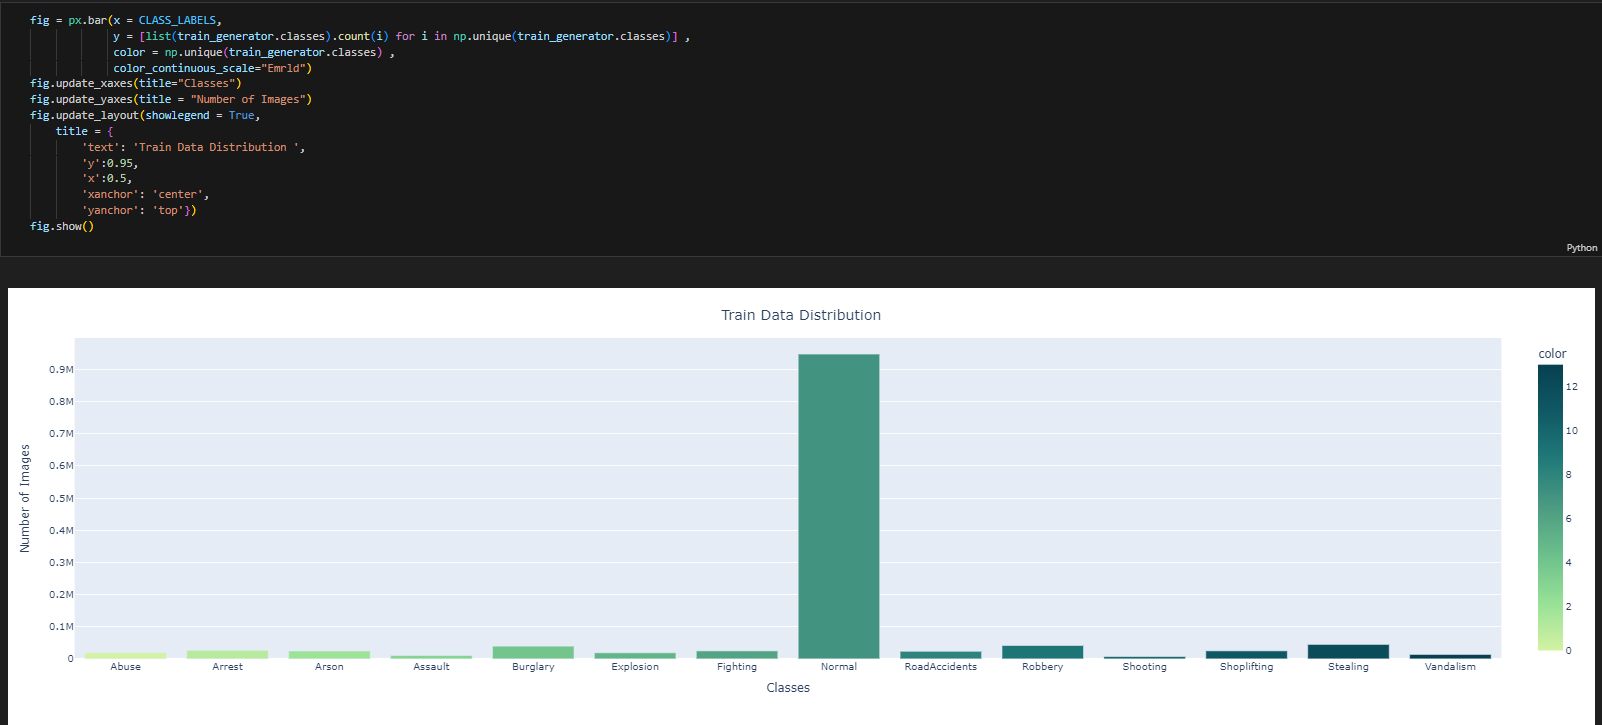 fig = px.bar(x = CLASS_LABELS,
y = [list(train_generator.classes).count(i) for i in np.unique(train_generator.classes)] ,
color = np.unique(train_generator.classes) ,
color_continuous_scale="Emrld")
fig.update_xaxes(title="Classes")
fig.update_yaxes(title = "Number of Images")
fig.update_layout(showlegend = True,
title = {
'text': 'Train Data Distribution ',
'y':0.95,
'x':0.5,
'xanchor': 'center',
'yanchor': 'top'})
fig.show()
Python
Train Data Distribution
color
12
10
8
6
4
2
0
Number of Images
0.9M
0.8M
0.7M
0.6M
0.5M
0.4M
0.3M
0.2M
0.1M
0
Abuse Arrest Arson Assault Burglary Explosion Fighting Normal RoadAccidents Robbery Shooting Shoplifting Stealing Vandalism
Classes